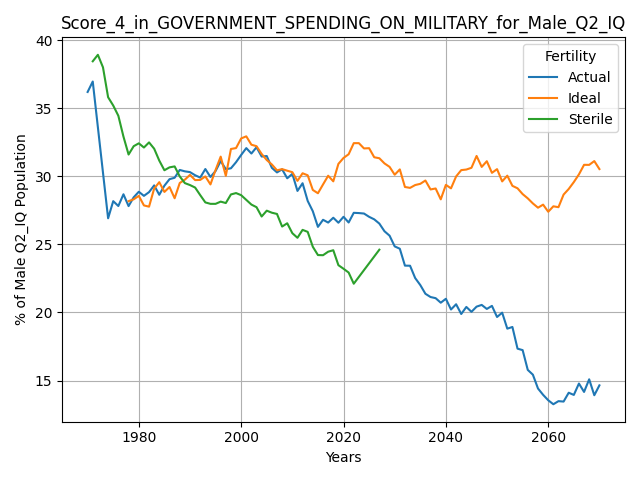 Score_4_in_GOVERNMENT_SPENDING_ON_MILITARY_for_Male_Q2_IQ
Fertility
Actual
Ideal
Sterile
% of Male Q2_IQ Population
40
35
30
25
20
15
1980 2000 2020 2040 2060
Years